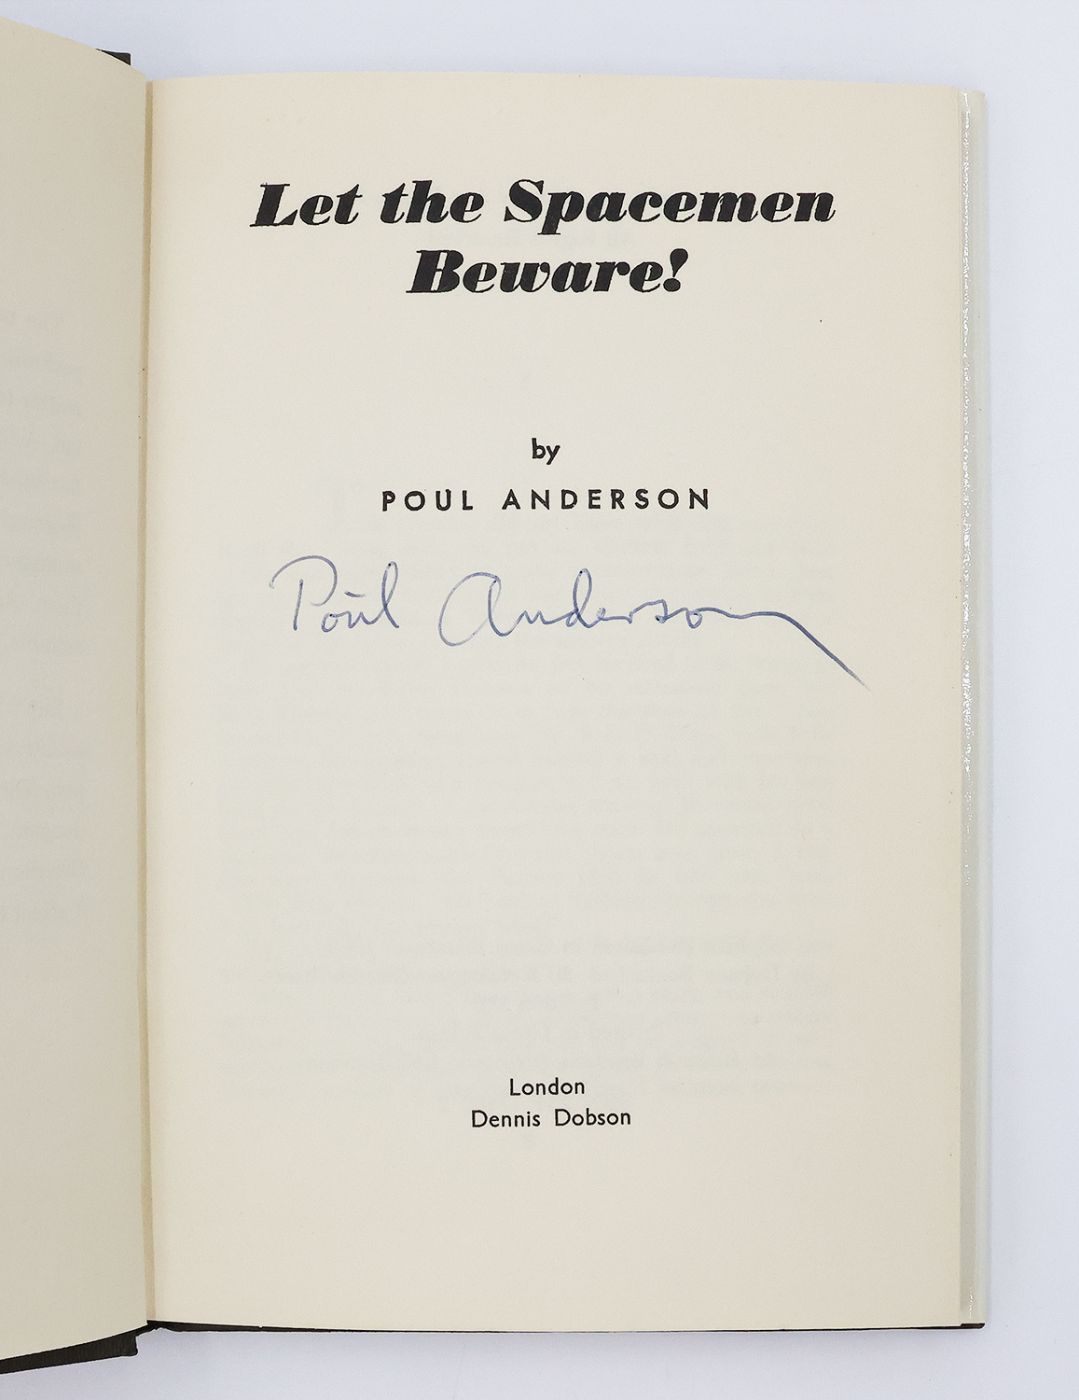 Let the Spacemen
Beware!
by
POUL ANDERSON
Poul Anderson
London
Dennis Dobson